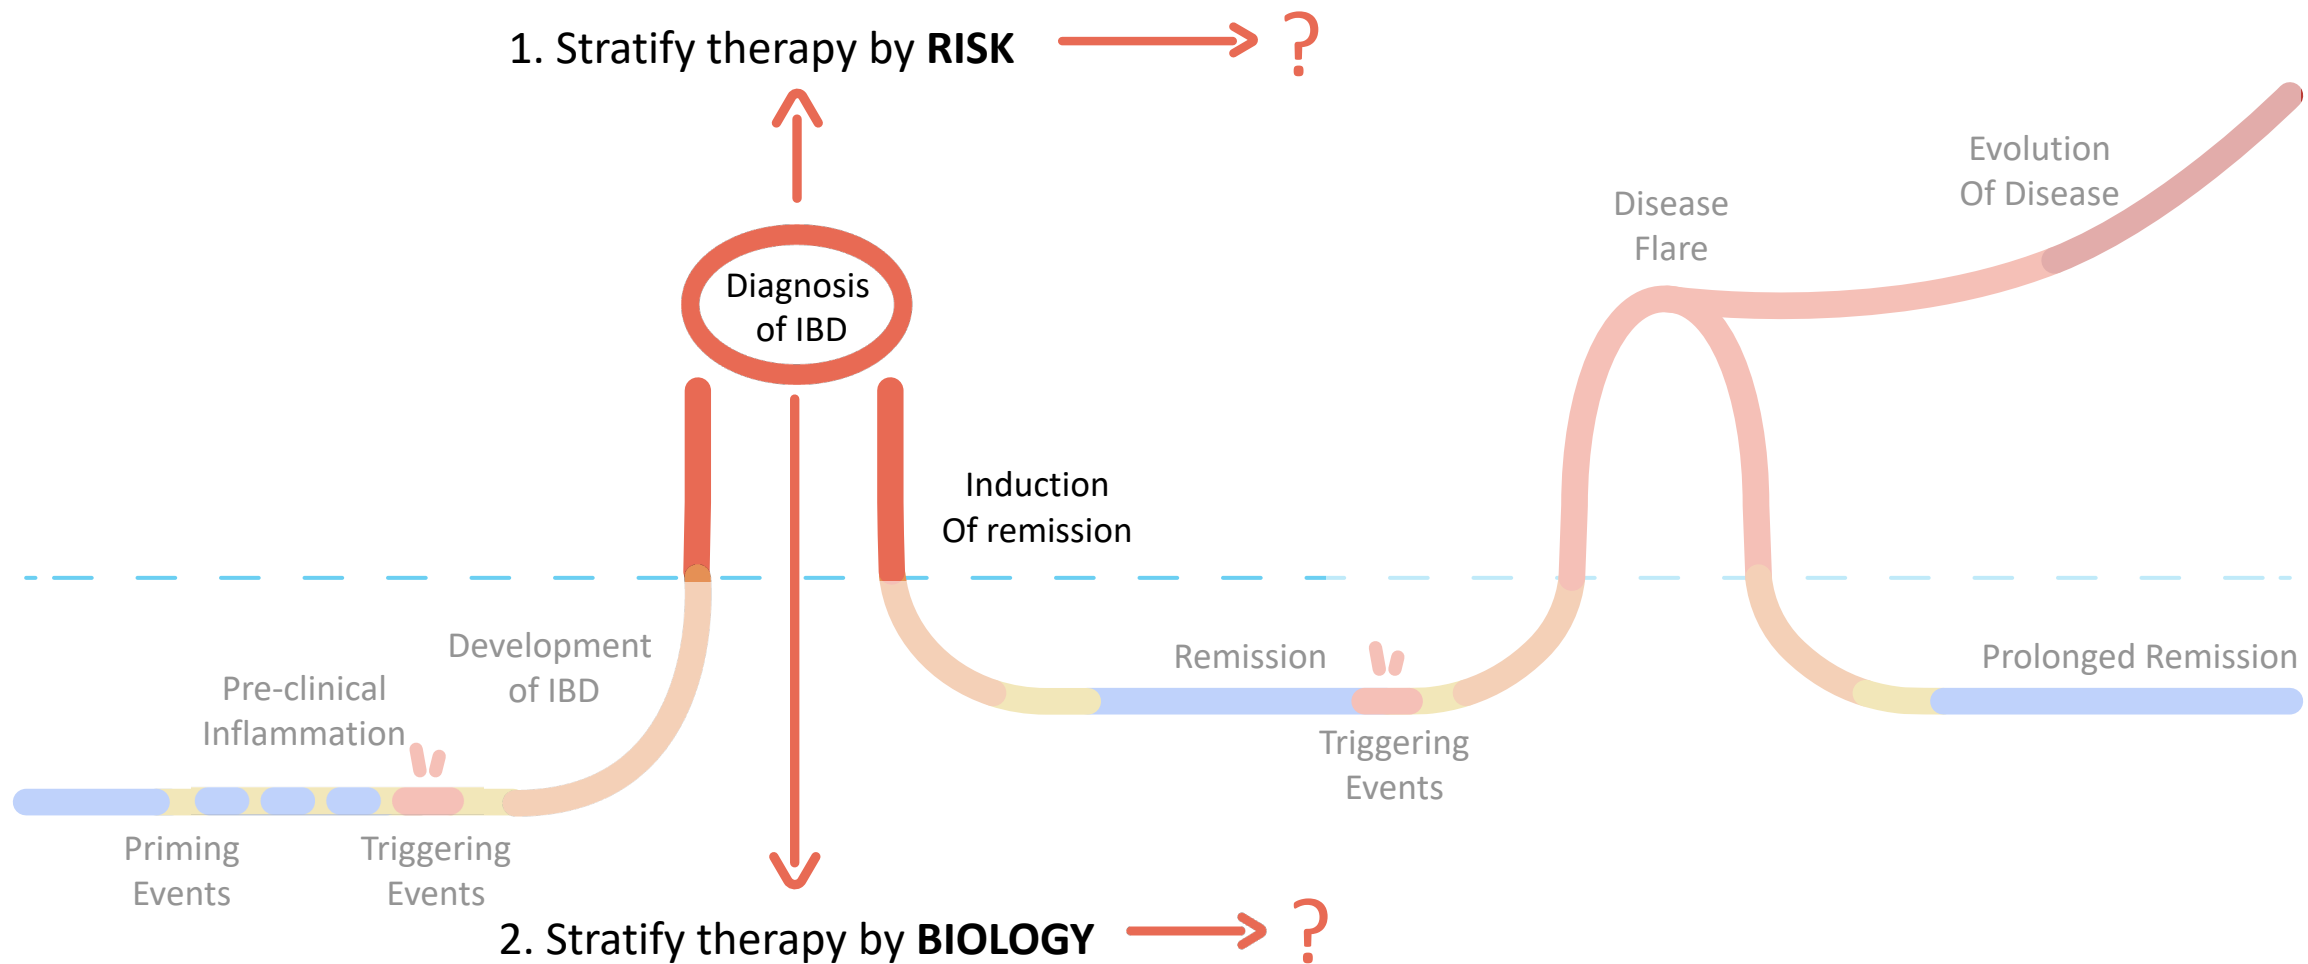 1. Stratify therapy by RISK
?
Evolution
Of Disease
Disease
Flare
Diagnosis
of IBD
Induction
Of remission
Development
of IBD
Remission
Prolonged Remission
Pre-clinical
Inflammation
Triggering
Events
Priming
Events
Triggering
Events
2. Stratify therapy by BIOLOGY
?